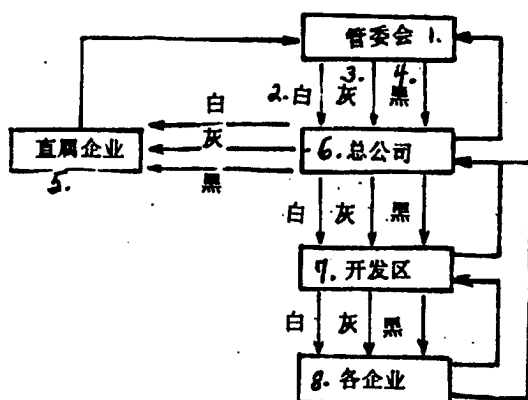 管委会 1.
2. 白 3. 灰 4. 黑
白
灰
黑
直属企业
5.
6. 总公司
白 灰 黑
7. 开发区
白 灰 黑
8. 各企业